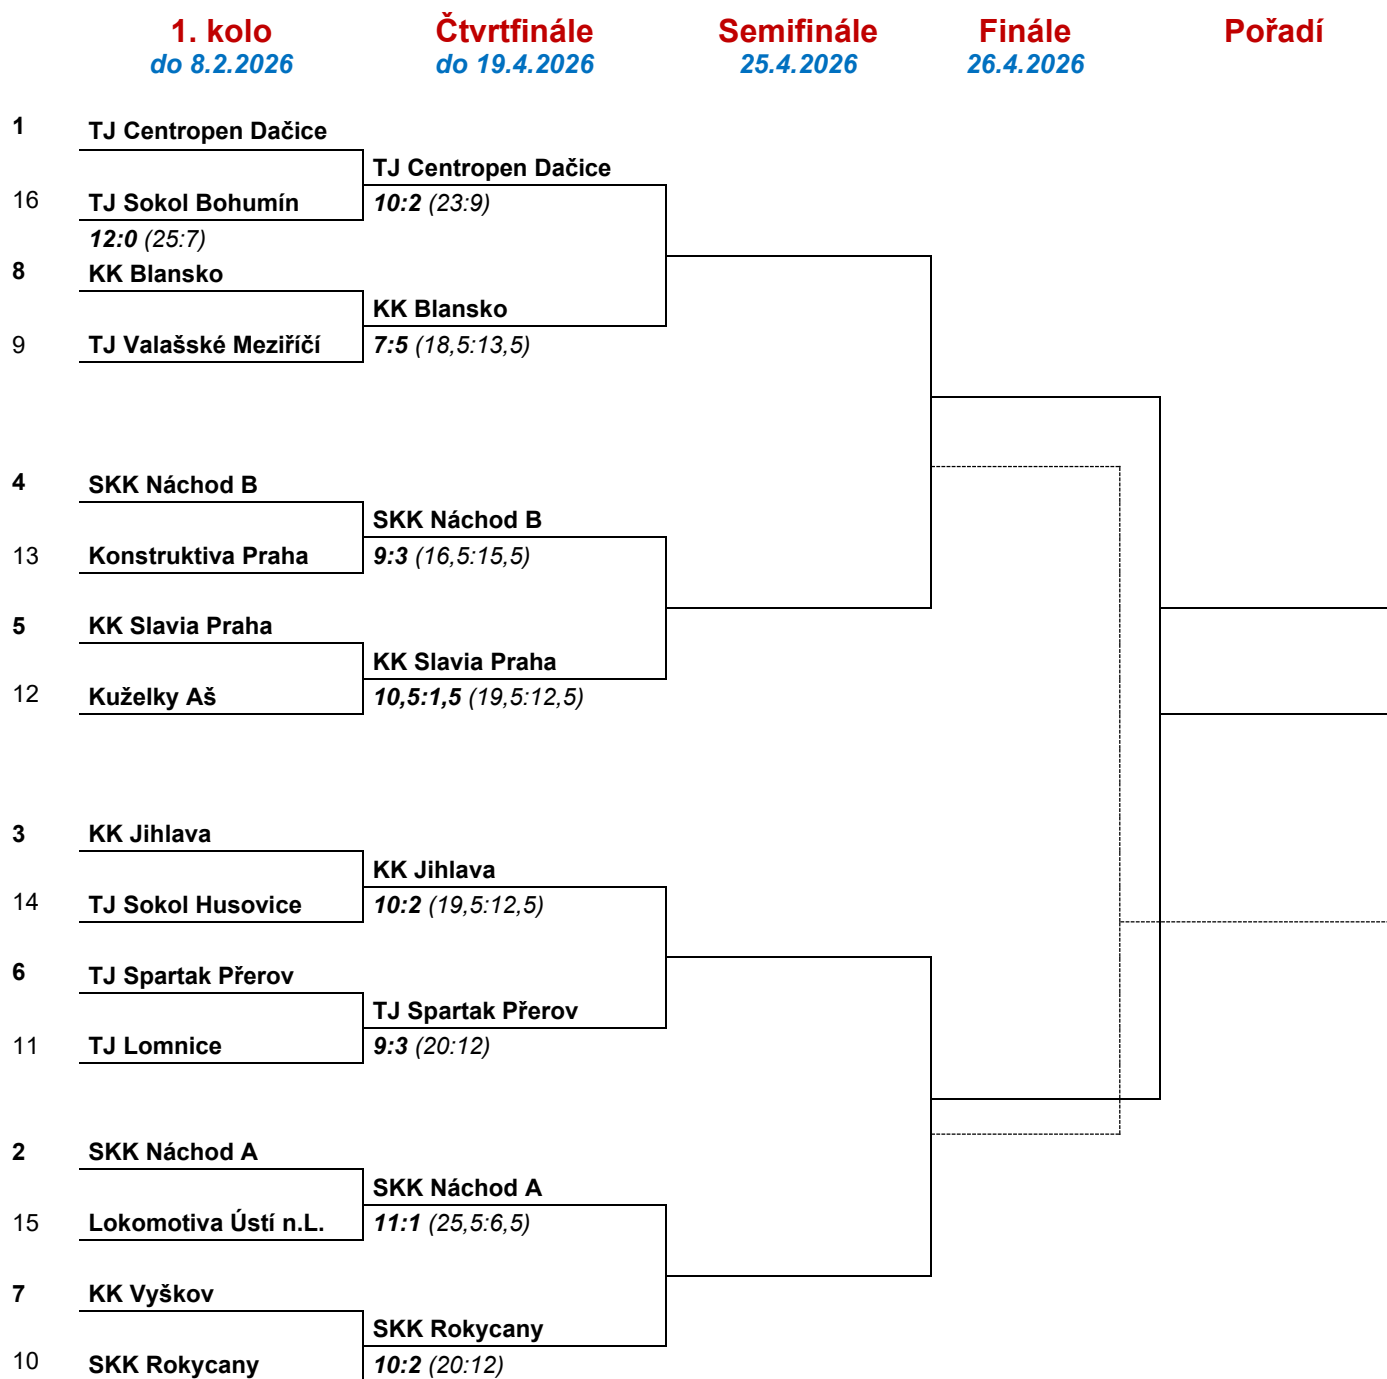 1. kolo Čtvrtfinále Semifinále Finále Pořadí
do 8.2.2026 do 19.4.2026 25.4.2026 26.4.2026
1 TJ Centropen Dačice
TJ Centropen Dačice
16 TJ Sokol Bohumín 10:2 (23:9)
12:0 (25:7)
8 KK Blansko
KK Blansko
9 TJ Valašské Meziříčí 7:5 (18,5:13,5)
4 SKK Náchod B
SKK Náchod B
13 Konstruktiva Praha 9:3 (16,5:15,5)
5 KK Slavia Praha
KK Slavia Praha
12 Kuželky Aš 10,5:1,5 (19,5:12,5)
3 KK Jihlava
KK Jihlava
14 TJ Sokol Husovice 10:2 (19,5:12,5)
6 TJ Spartak Přerov
TJ Spartak Přerov
11 TJ Lomnice 9:3 (20:12)
2 SKK Náchod A
SKK Náchod A
15 Lokomotiva Ústí n.L. 11:1 (25,5:6,5)
7 KK Vyškov
SKK Rokycany
10 SKK Rokycany 10:2 (20:12)